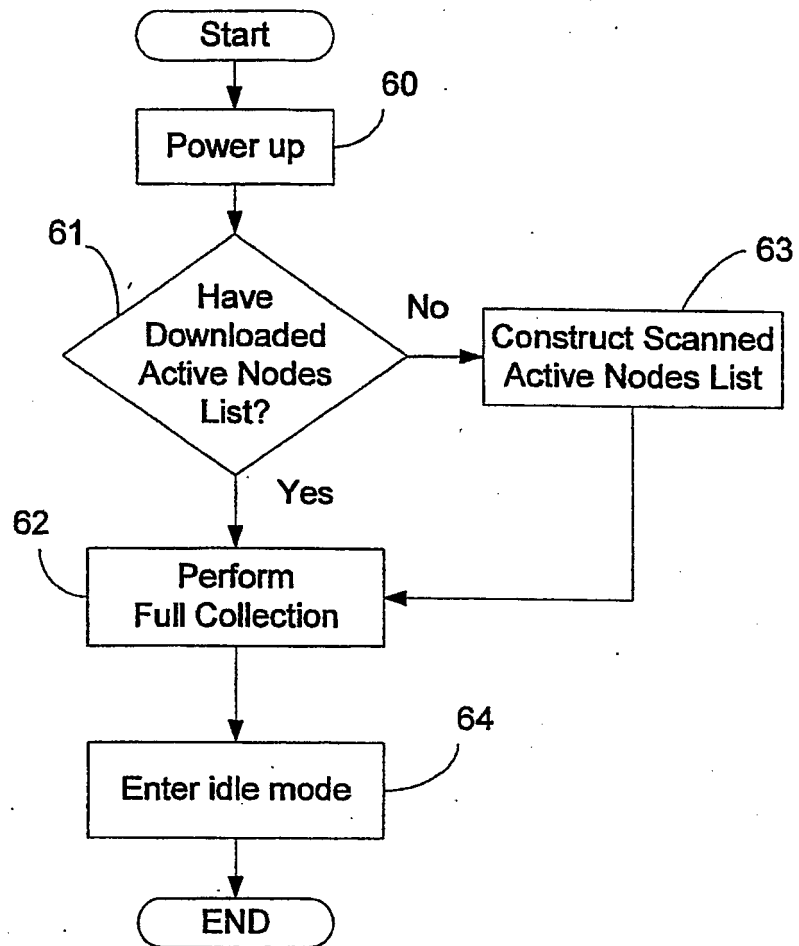 Start
60
Power up
61
Have
Downloaded
Active Nodes
List?
No
63
Construct Scanned
Active Nodes List
Yes
62
Perform
Full Collection
64
Enter idle mode
END